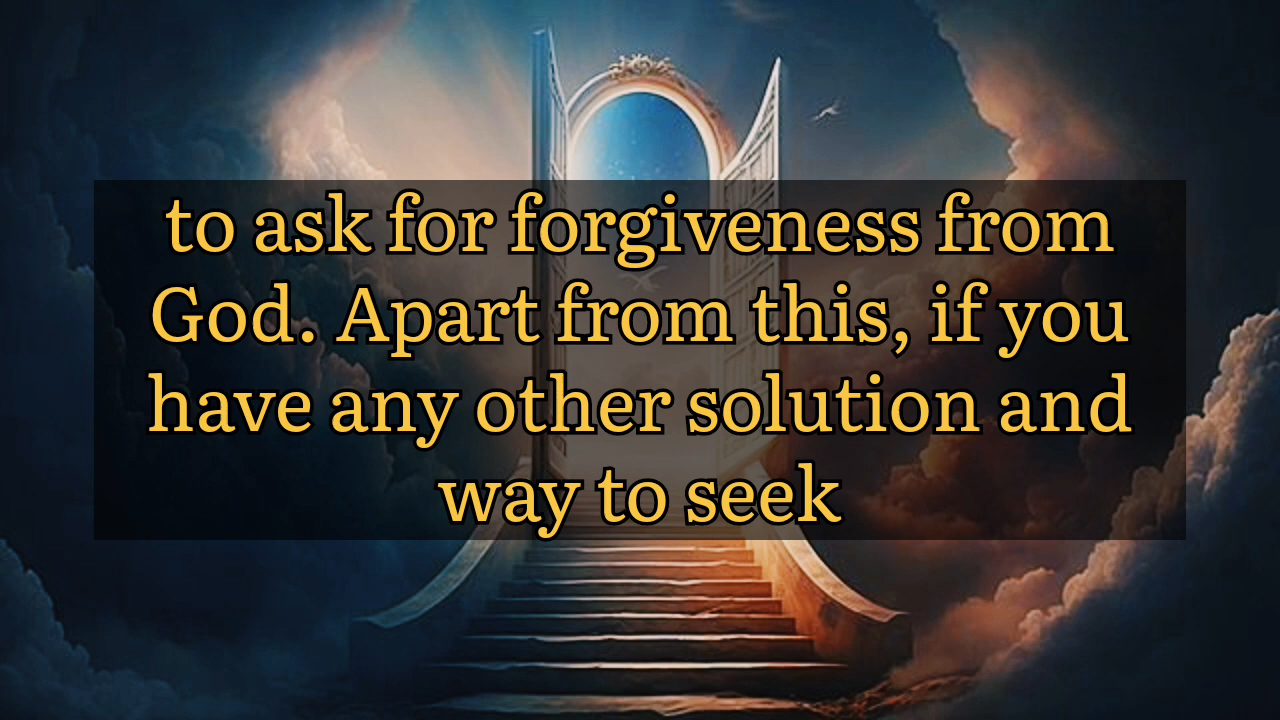 to ask for forgiveness from
God. Apart from this, if you
have any other solution and
way to seek